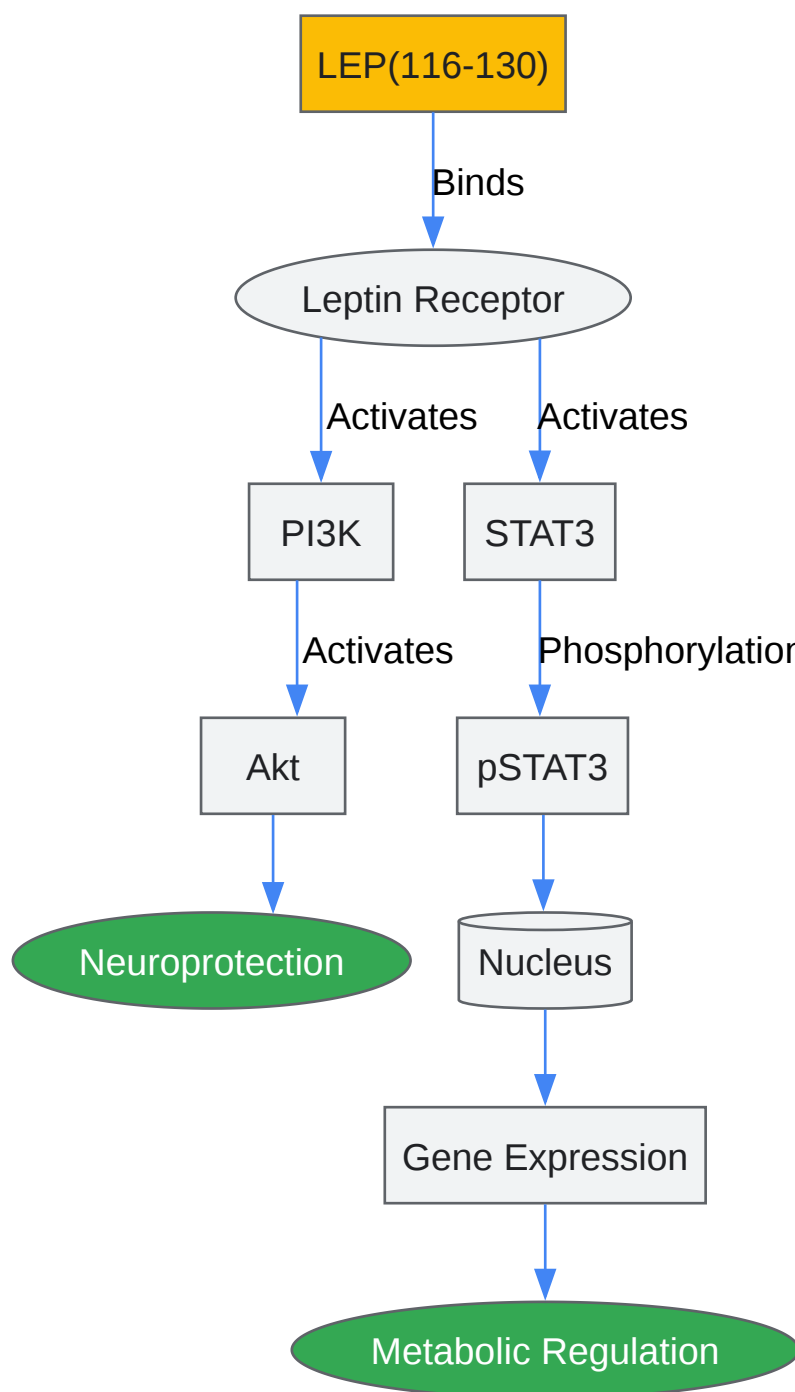 LEP(116-130)
Binds
Leptin Receptor
Activates
Activates
PI3K
STAT3
Activates
Phosphorylation
Akt
pSTAT3
Neuroprotection
Nucleus
Gene Expression
Metabolic Regulation